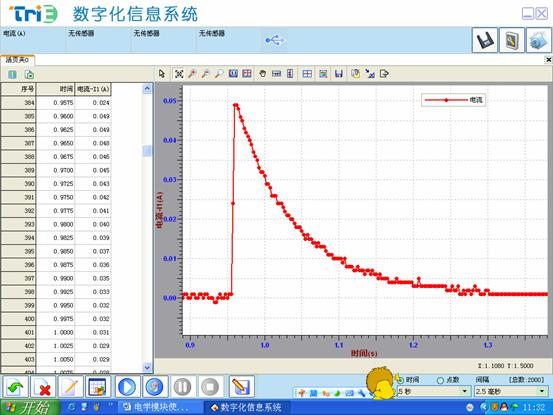 Tri3 数字化信息系统
电流(A) 无传感器 无传感器 无传感器
活页夹0
序号 时间 电流-I1(A)
384 0.9575 0.024
385 0.9600 0.049
386 0.9625 0.049
387 0.9650 0.048
388 0.9675 0.046
389 0.9700 0.045
390 0.9725 0.043
391 0.9750 0.042
392 0.9775 0.041
393 0.9800 0.040
394 0.9825 0.039
395 0.9850 0.037
396 0.9875 0.036
397 0.9900 0.035
398 0.9925 0.033
399 0.9950 0.032
400 0.9975 0.032
401 1.0000 0.031
402 1.0025 0.029
403 1.0050 0.029
404 1.0075 0.028
电流
电流-I1(A)
0.05
0.04
0.03
0.02
0.01
0.00
0.9 1.0 1.1 1.2 1.3
时间(s)
X:1.1080 Y:1.5000
时间 点数 间隔 [总数:2000]
5 秒 2.5 毫秒
开始 电学模块使... 数字化信息系统 简 11:32